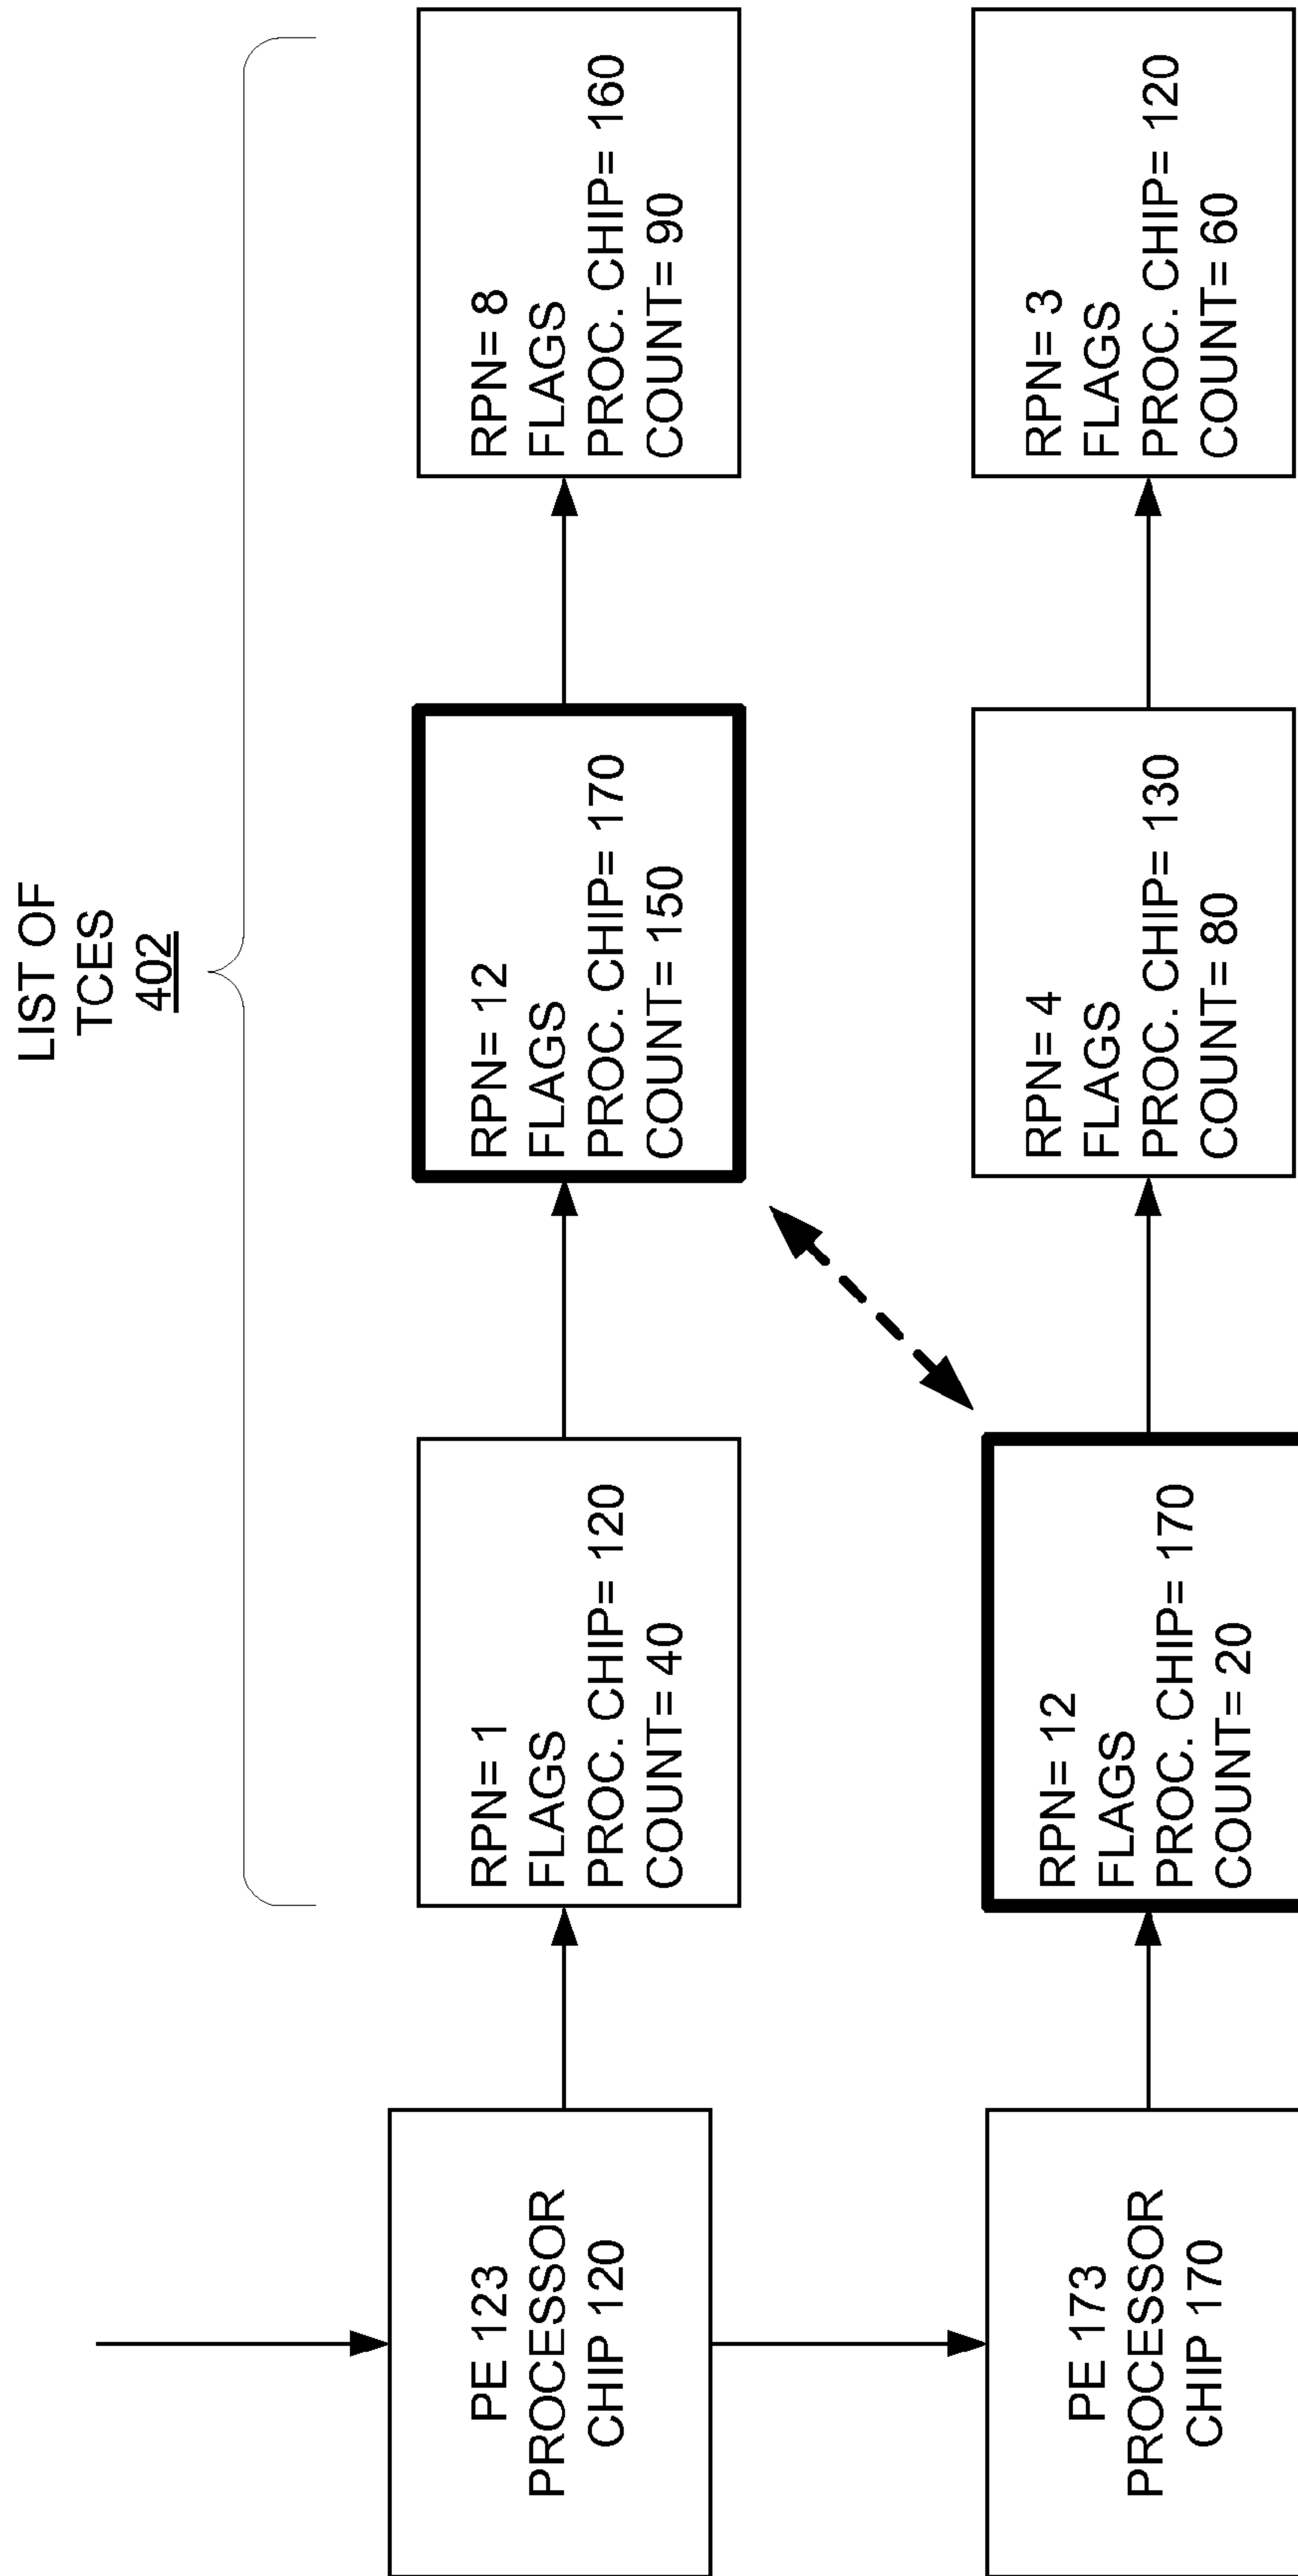 LIST OF
TCES
402
PE 123
PROCESSOR
CHIP 120
RPN= 1
FLAGS
PROC. CHIP= 120
COUNT= 40
RPN= 12
FLAGS
PROC. CHIP= 170
COUNT= 150
RPN= 8
FLAGS
PROC. CHIP= 160
COUNT= 90
PE 173
PROCESSOR
CHIP 170
RPN= 12
FLAGS
PROC. CHIP= 170
COUNT= 20
RPN= 4
FLAGS
PROC. CHIP= 130
COUNT= 80
RPN= 3
FLAGS
PROC. CHIP= 120
COUNT= 60